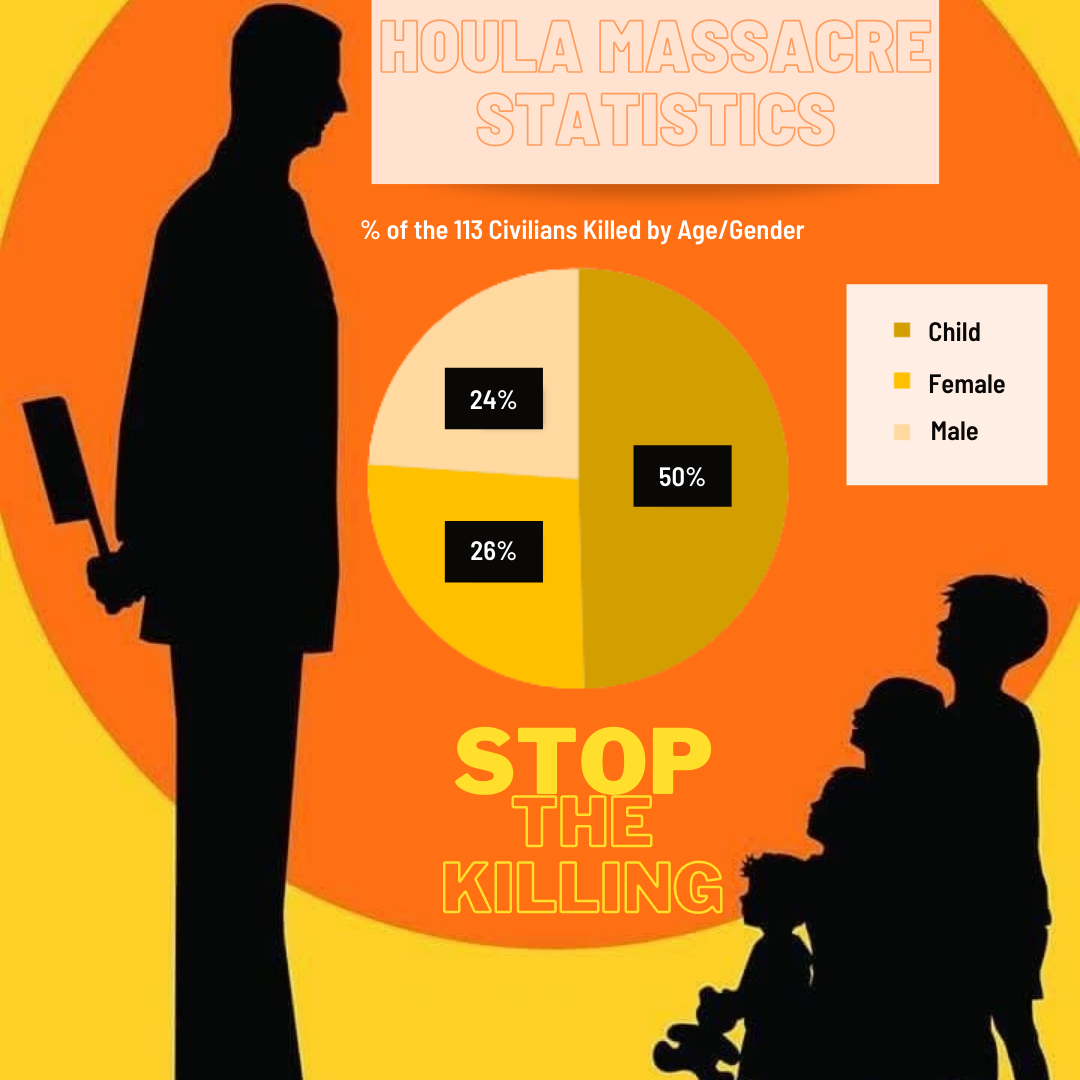 HOULA MASSACRE
STATISTICS
% of the 113 Civilians Killed by Age/Gender
24%
50%
26%
Child
Female
Male
STOP
THE
KILLING